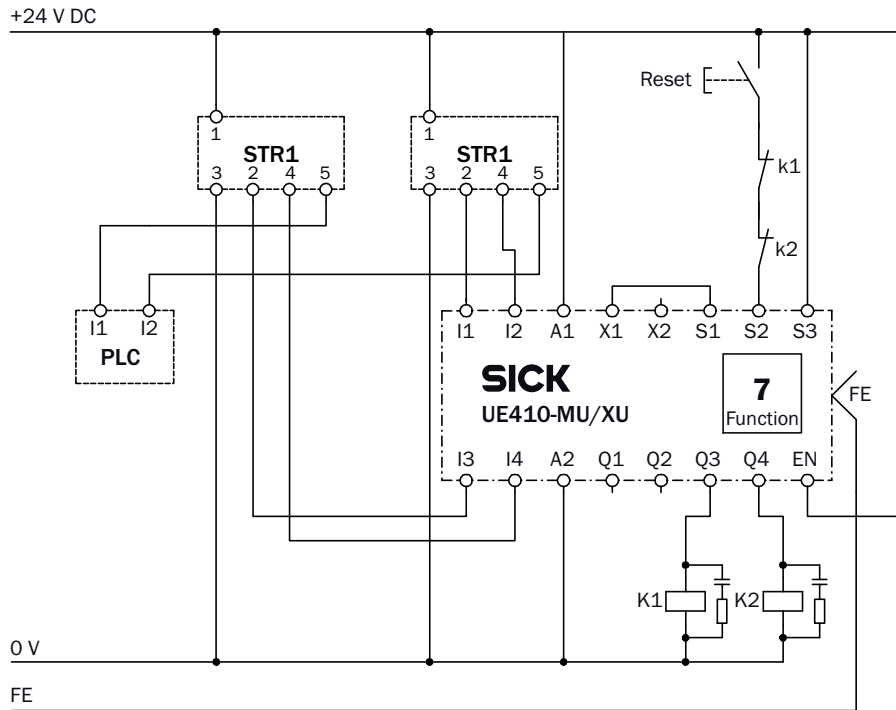 +24 V DC
Reset
1
1
STR1
STR1
3 2 4 5
3 2 4 5
k1
k2
I1 I2
PLC
I1 I2 A1 X1 X2 S1 S2 S3
SICK
UE410-MU/XU
7
Function
FE
I3 I4 A2 Q1 Q2 Q3 Q4 EN
K1
K2
0 V
FE